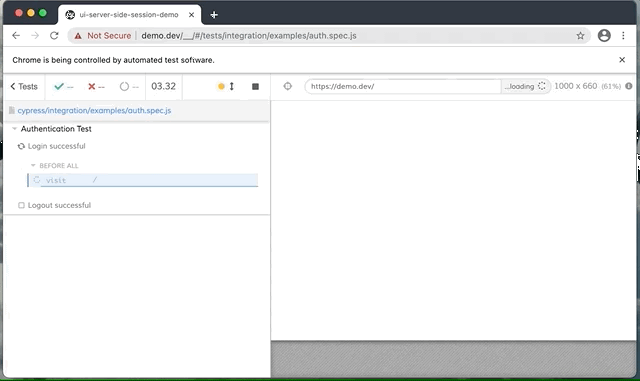 ui-server-side-session-demo
Not Secure demo.dev/__/#/tests/integration/examples/auth.spec.js
Chrome is being controlled by automated test software.
Tests -- -- -- 03.32 https://demo.dev/ ..loading 1000 x 660 (61%)
cypress/integration/examples/auth.spec.js
Authentication Test
Login successful
BEFORE ALL
visit /
Logout successful